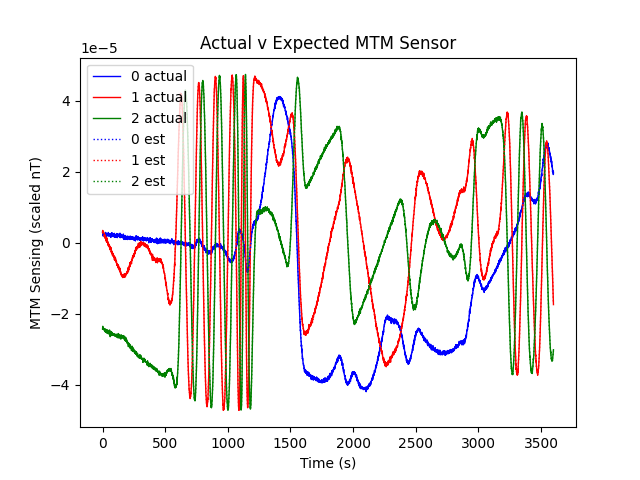 Actual v Expected MTM Sensor
1e−5
0 actual
1 actual
2 actual
0 est
1 est
2 est
4
2
0
−2
−4
MTM Sensing (scaled nT)
0 500 1000 1500 2000 2500 3000 3500
Time (s)